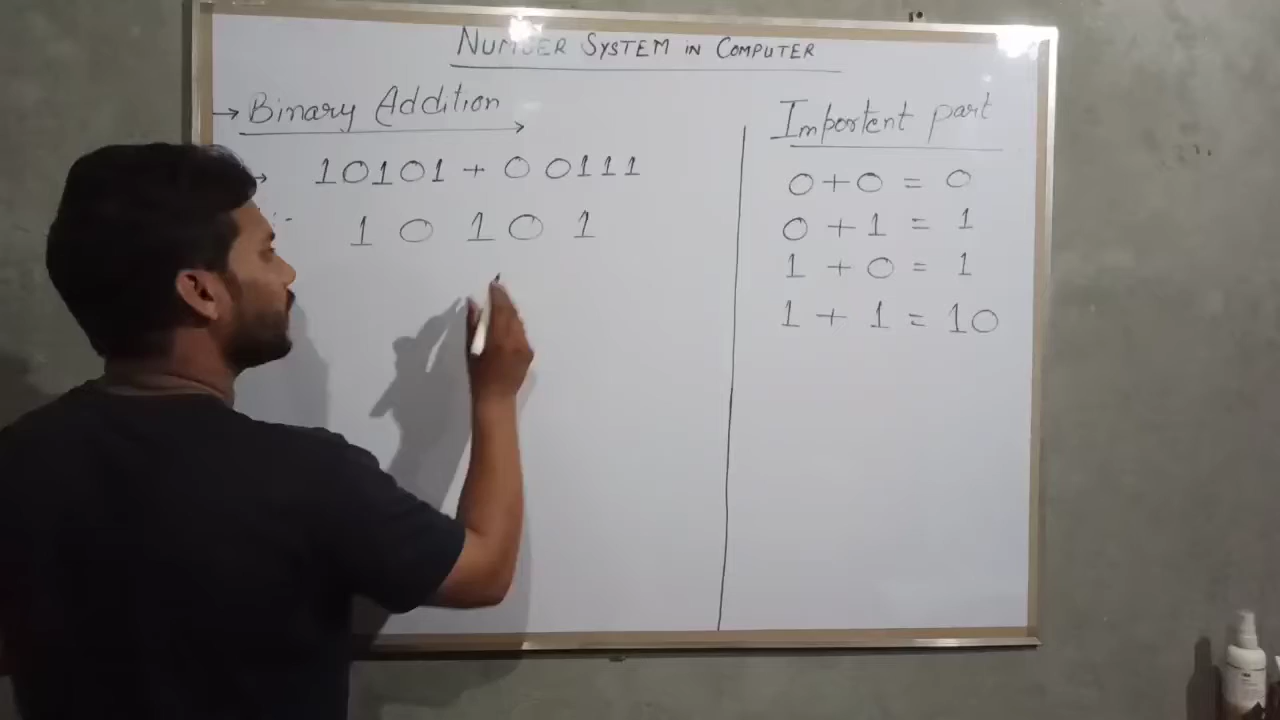 NUMBER SYSTEM IN COMPUTER
→ Binary Addition
→ 10101 + 00111
1 0 1 0 1
Importent part
0 + 0 = 0
0 + 1 = 1
1 + 0 = 1
1 + 1 = 10